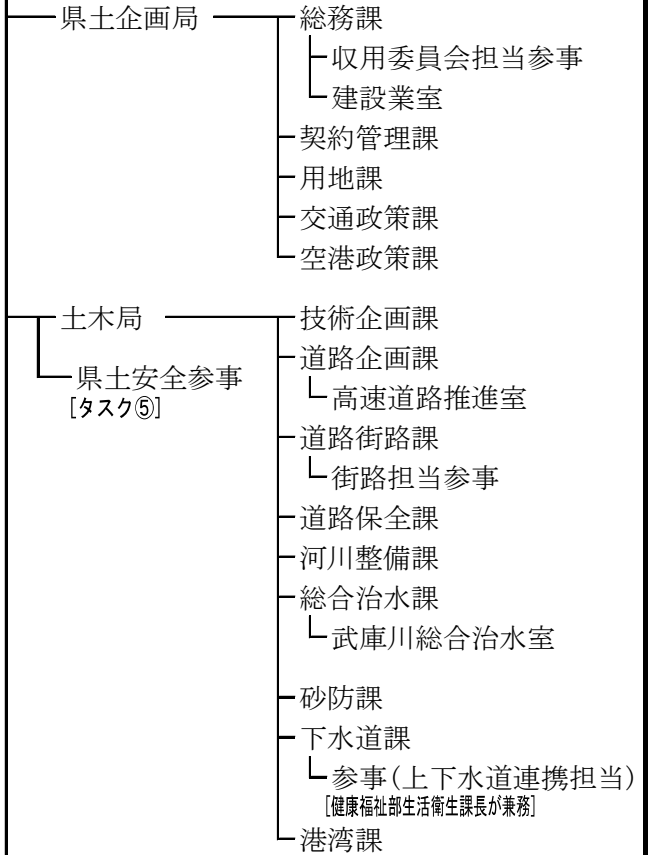 県土企画局
総務課
収用委員会担当参事
建設業室
契約管理課
用地課
交通政策課
空港政策課
土木局
技術企画課
道路企画課
県土安全参事
[タスク⑤]
高速道路推進室
道路街路課
街路担当参事
道路保全課
河川整備課
総合治水課
武庫川総合治水室
砂防課
下水道課
参事(上下水道連携担当)
[健康福祉部生活衛生課長が兼務]
港湾課